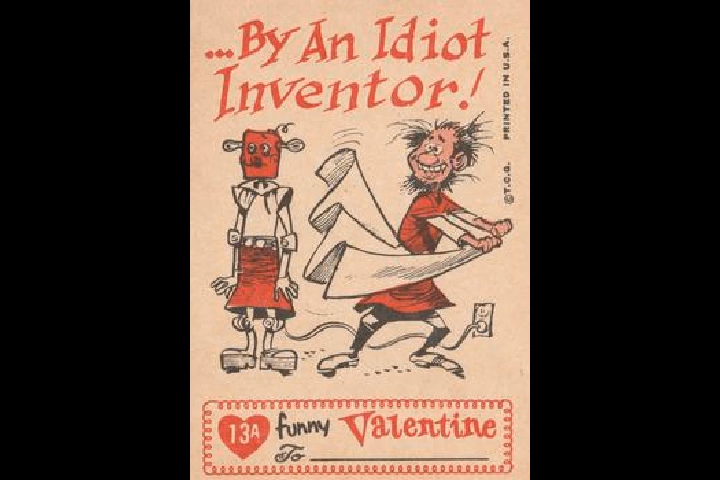 ...By An Idiot
Inventor!
©T.C.G. PRINTED IN U.S.A.
13A funny Valentine
To